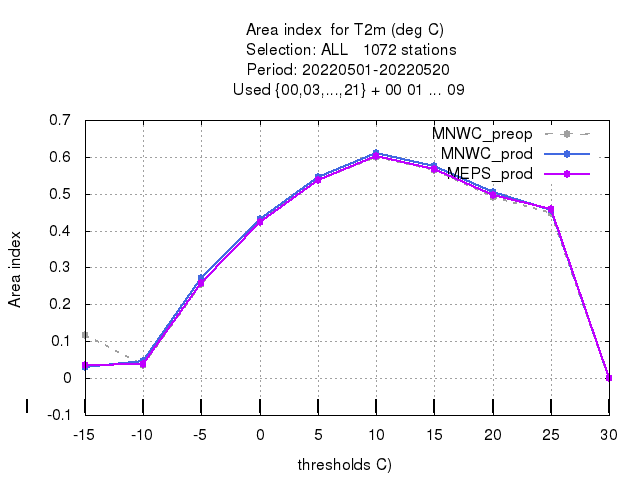 Area index  for T2m (deg C)
Selection: ALL   1072 stations
Period: 20220501-20220520
Used {00,03,...,21} + 00 01 ... 09
MNWC_preop
MNWC_prod
MEPS_prod
0.7
0.6
0.5
0.4
0.3
0.2
0.1
0
-0.1
Area index
-15 -10 -5 0 5 10 15 20 25 30
thresholds C)